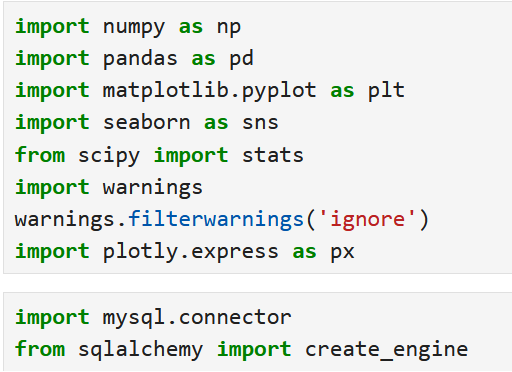 import numpy as np
import pandas as pd
import matplotlib.pyplot as plt
import seaborn as sns
from scipy import stats
import warnings
warnings.filterwarnings('ignore')
import plotly.express as px
import mysql.connector
from sqlalchemy import create_engine